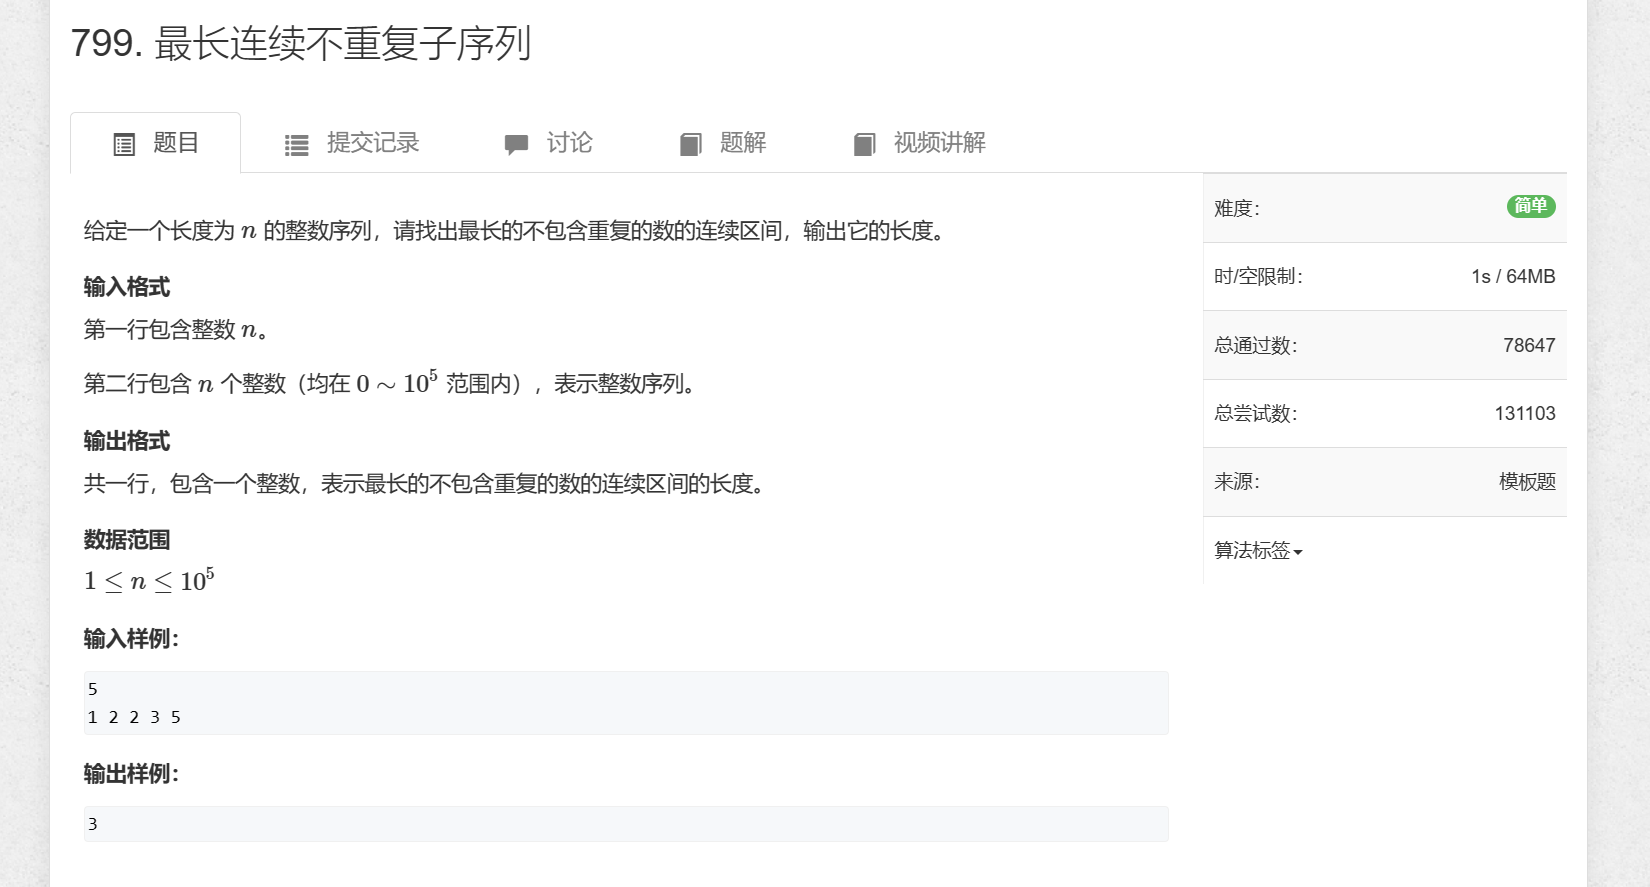 799. 最长连续不重复子序列
题目 提交记录 讨论 题解 视频讲解
给定一个长度为 n 的整数序列，请找出最长的不包含重复的数的连续区间，输出它的长度。
输入格式
第一行包含整数 n。
第二行包含 n 个整数（均在 0 ∼ 10⁵ 范围内），表示整数序列。
输出格式
共一行，包含一个整数，表示最长的不包含重复的数的连续区间的长度。
数据范围
1 ≤ n ≤ 10⁵
输入样例：
5
1 2 2 3 5
输出样例：
3
难度： 简单
时/空限制： 1s / 64MB
总通过数： 78647
总尝试数： 131103
来源： 模板题
算法标签